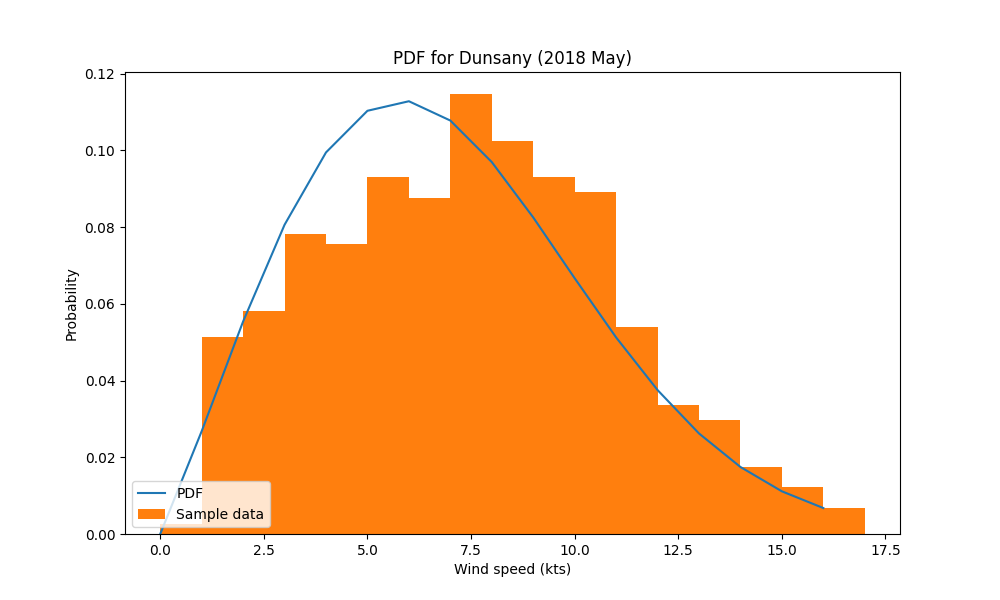 PDF for Dunsany (2018 May)
0.12
0.10
0.08
0.06
0.04
0.02
0.00
Probability
PDF
Sample data
0.0 2.5 5.0 7.5 10.0 12.5 15.0 17.5
Wind speed (kts)